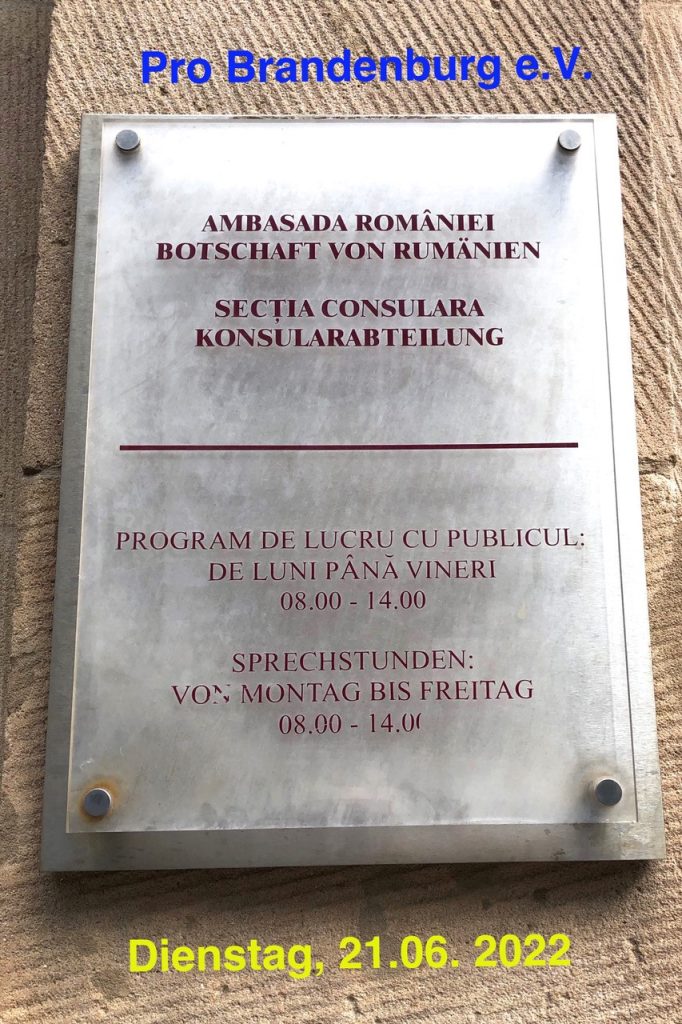 Pro Brandenburg e.V.
AMBASADA ROMÂNIEI
BOTSCHAFT VON RUMÄNIEN
SECȚIA CONSULARA
KONSULARABTEILUNG
PROGRAM DE LUCRU CU PUBLICUL:
DE LUNI PÂNĂ VINERI
08.00 - 14.00
SPRECHSTUNDEN:
VON MONTAG BIS FREITAG
08.00 - 14.00
Dienstag, 21.06. 2022